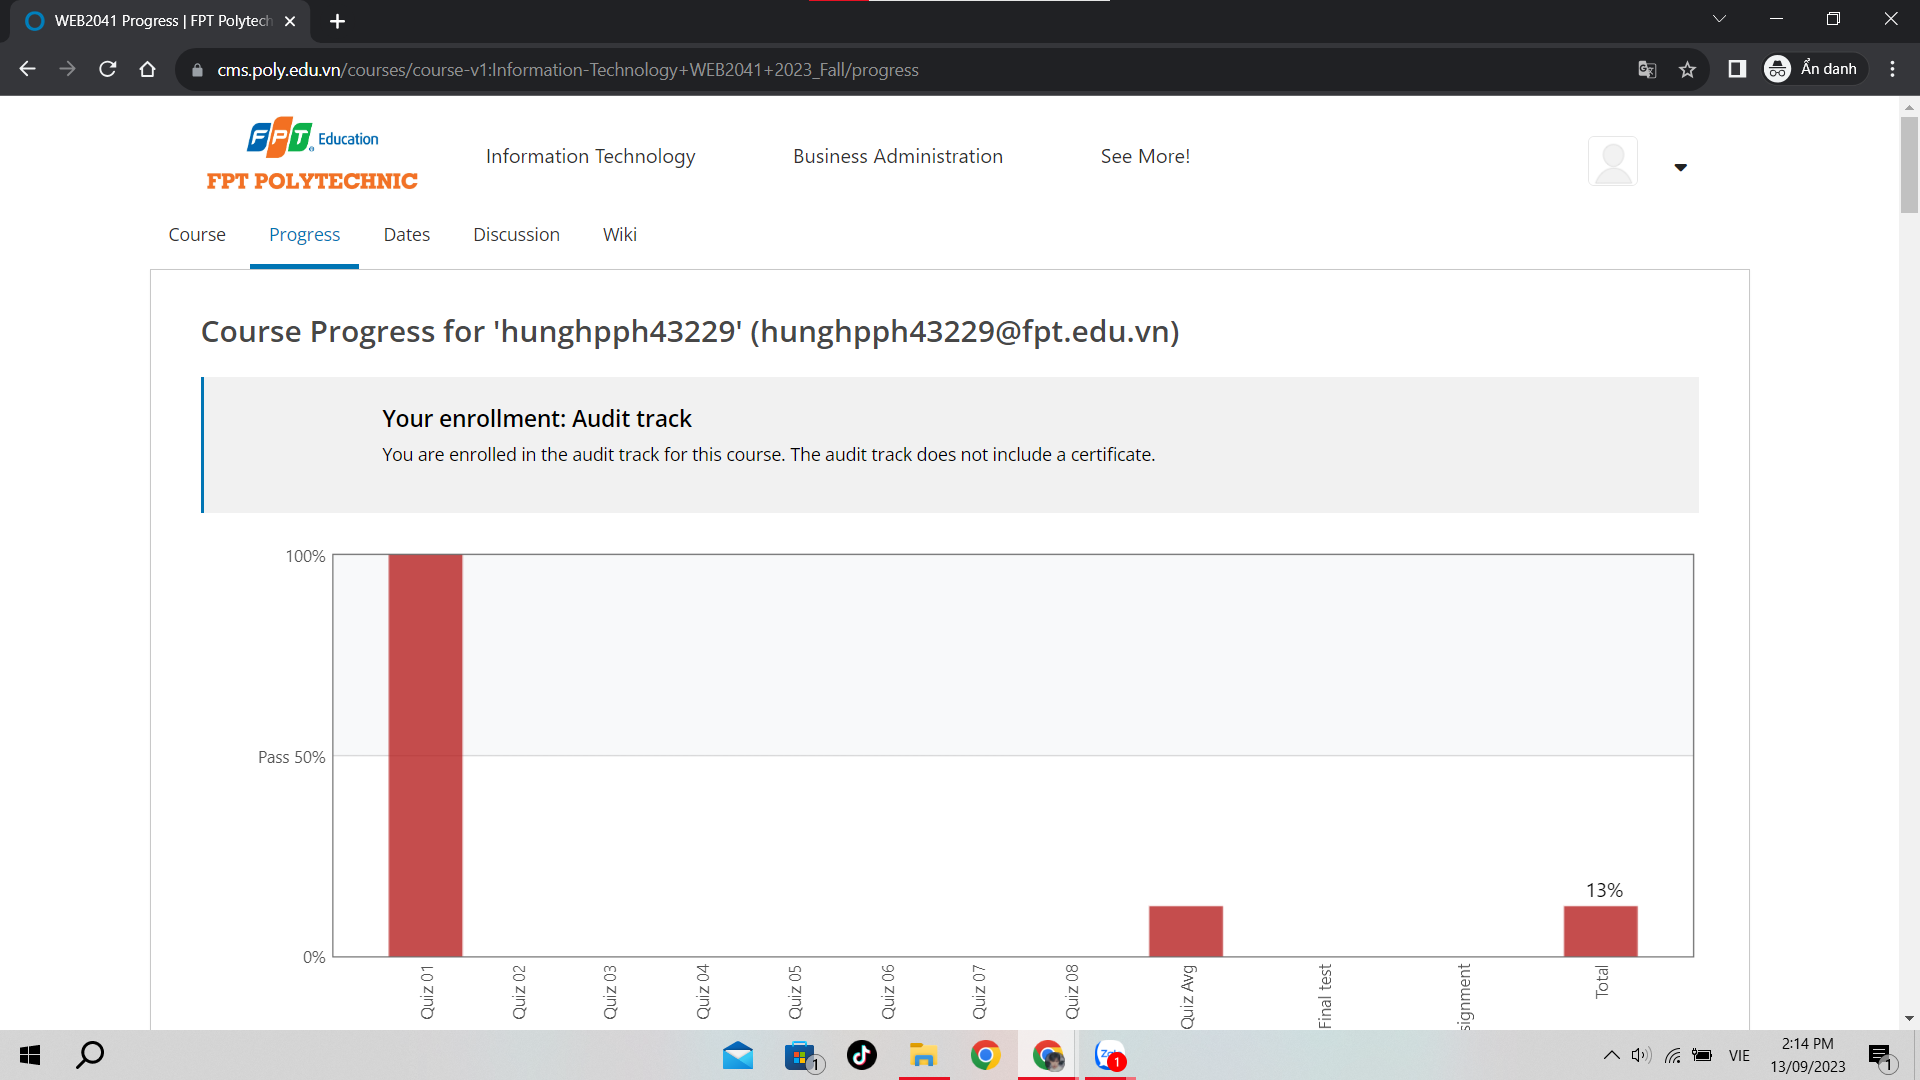 WEB2041 Progress | FPT Polytech
cms.poly.edu.vn/courses/course-v1:Information-Technology+WEB2041+2023_Fall/progress
Ẩn danh
FPT Education
FPT POLYTECHNIC
Information Technology
Business Administration
See More!
Course
Progress
Dates
Discussion
Wiki
Course Progress for 'hunghpph43229' (hunghpph43229@fpt.edu.vn)
Your enrollment: Audit track
You are enrolled in the audit track for this course. The audit track does not include a certificate.
100%
Pass 50%
0%
13%
Quiz 01
Quiz 02
Quiz 03
Quiz 04
Quiz 05
Quiz 06
Quiz 07
Quiz 08
Quiz Avg
Final test
signment
Total
1
1
VIE
2:14 PM
13/09/2023
1